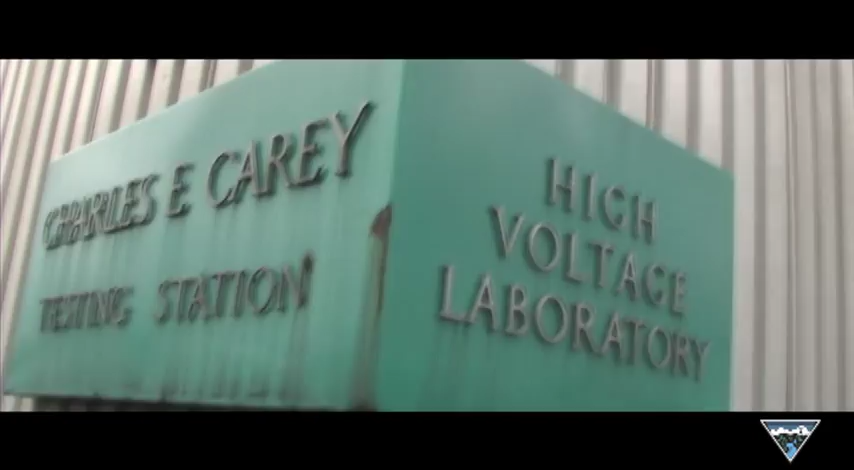 CHARLES E CAREY
TESTING STATION
HIGH
VOLTAGE
LABORATORY